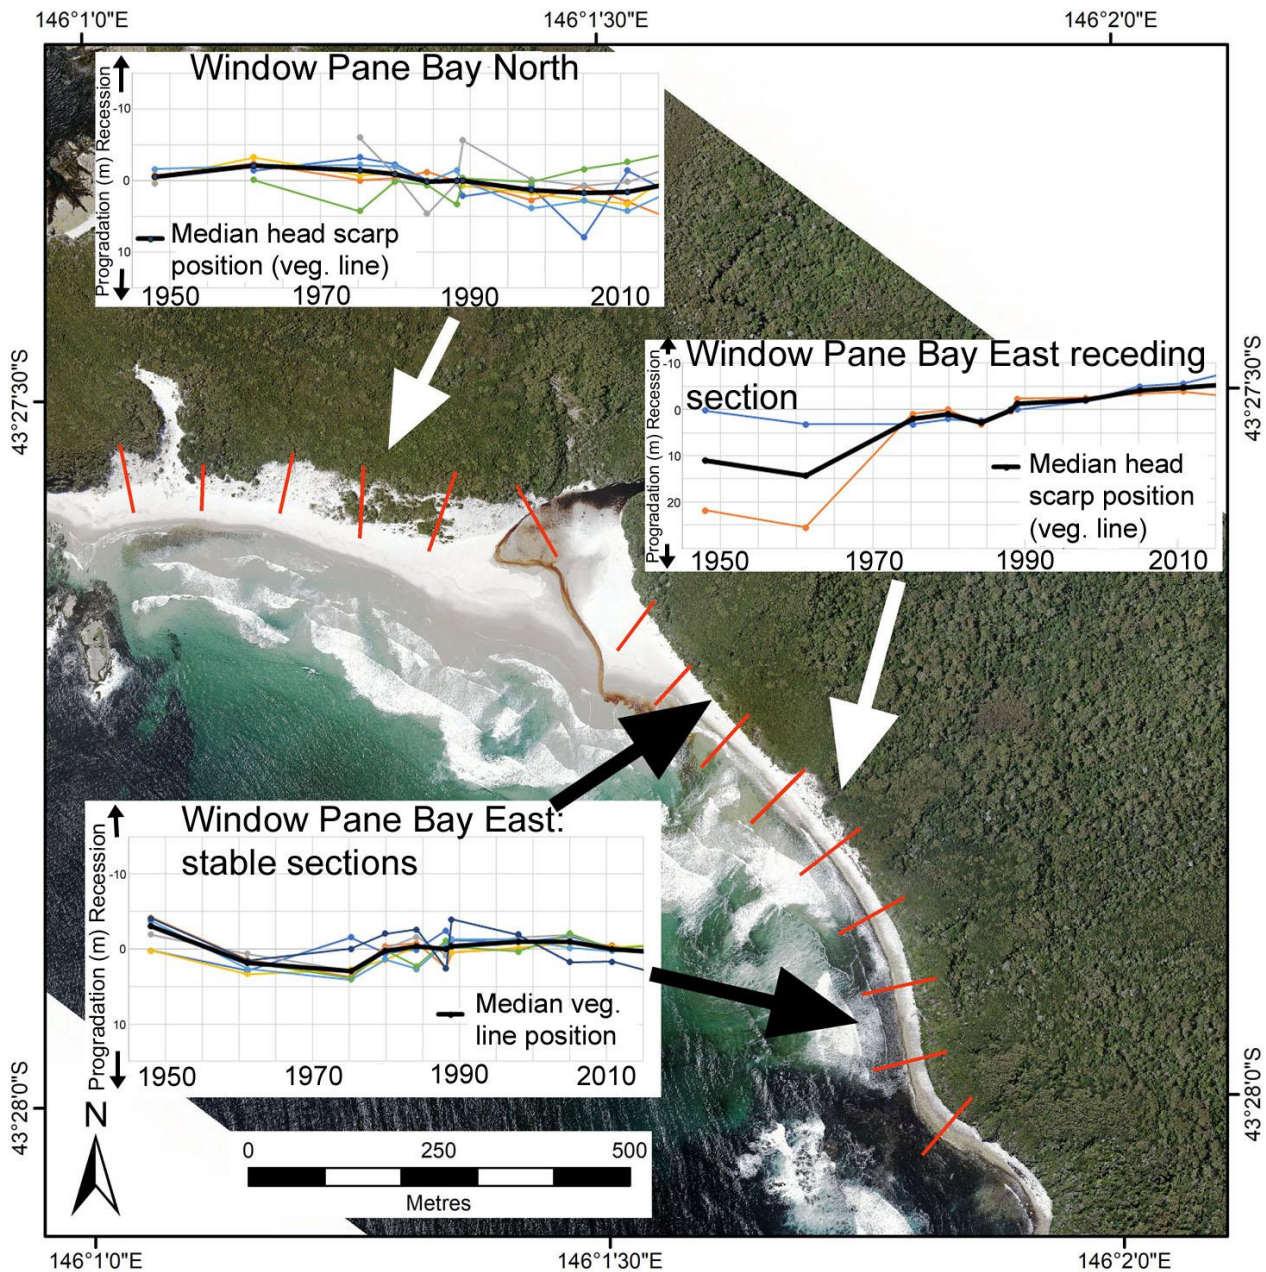 146°1'0"E
146°1'30"E
146°2'0"E
Window Pane Bay North
Progradation (m) Recession
-10
0
10
Median head scarp
position (veg. line)
1950
1970
1990
2010
43°27'30"S
43°27'30"S
Window Pane Bay East receding
section
Progradation (m) Recession
-10
0
10
20
Median head
scarp position
(veg. line)
1950
1970
1990
2010
Window Pane Bay East:
stable sections
Progradation (m) Recession
-10
0
10
Median veg.
line position
1950
1970
1990
2010
43°28'0"S
43°28'0"S
N
0
250
500
Metres
146°1'0"E
146°1'30"E
146°2'0"E